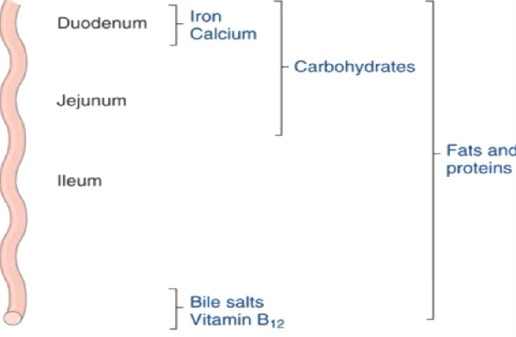 Duodenum
Iron
Calcium
Carbohydrates
Jejunum
Fats and
proteins
Ileum
Bile salts
Vitamin B₁₂